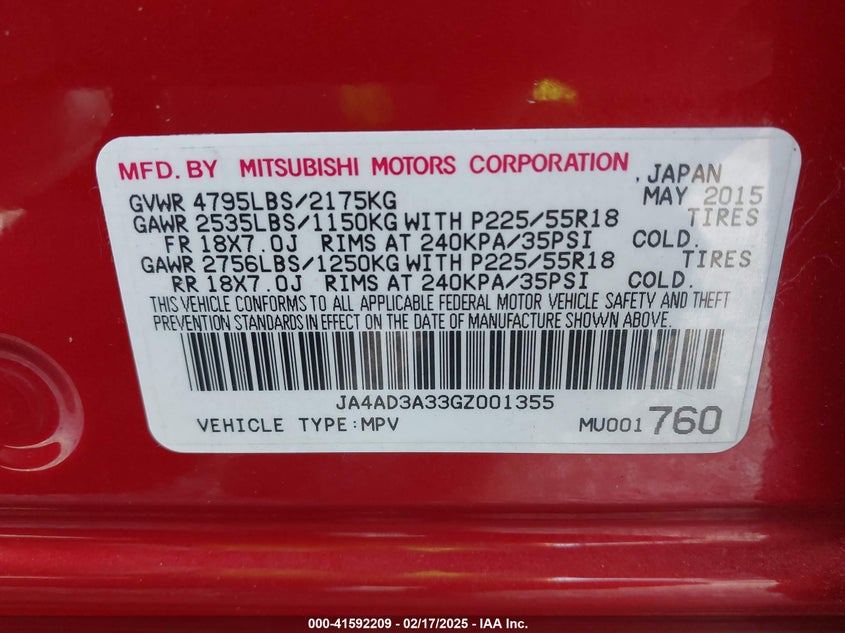 MFD. BY MITSUBISHI MOTORS CORPORATION
. JAPAN
GVWR 4795LBS/2175KG MAY 2015
GAWR 2535LBS/1150KG WITH P225/55R18 TIRES
FR 18X7.0J RIMS AT 240KPA/35PSI COLD.
GAWR 2756LBS/1250KG WITH P225/55R18 TIRES
RR 18X7.0J RIMS AT 240KPA/35PSI COLD.
THIS VEHICLE CONFORMS TO ALL APPLICABLE FEDERAL MOTOR VEHICLE SAFETY AND THEFT
PREVENTION STANDARDS IN EFFECT ON THE DATE OF MANUFACTURE SHOWN ABOVE.
JA4AD3A33GZ001355
VEHICLE TYPE:MPV MU001760
000-41592209 - 02/17/2025 - IAA Inc.